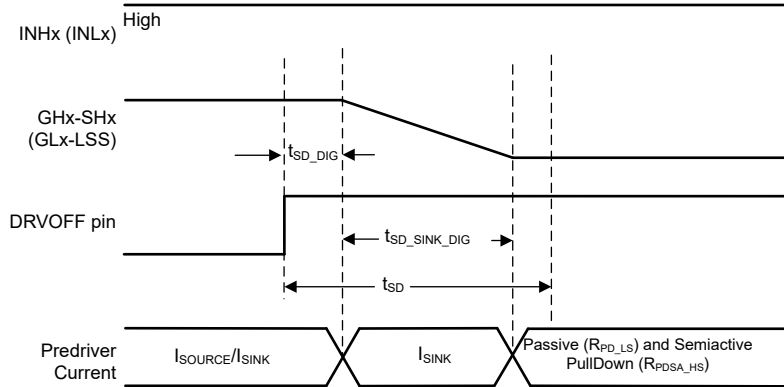 INHx (INLx)
High
GHx-SHx
(GLx-LSS)
tSD_DIG
DRVOFF pin
tSD_SINK_DIG
tSD
Predriver
Current
ISOURCE/ISINK
ISINK
Passive (RPD_LS) and Semiactive
PullDown (RPDSA_HS)